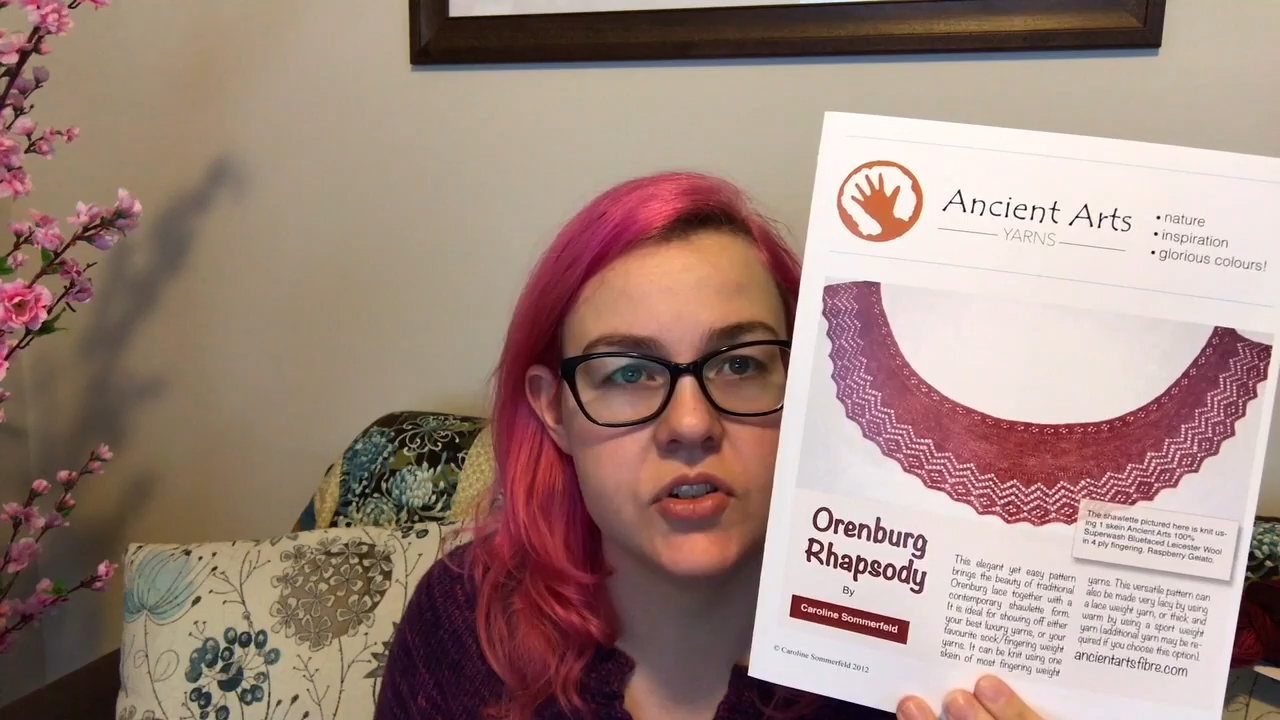 Ancient Arts
YARNS
• nature
• inspiration
• glorious colours!
The shawlette pictured here is knit us-
ing 1 skein Ancient Arts 100%
Superwash Bluefaced Leicester Wool
in 4 ply fingering. Raspberry Gelato.
Orenburg
Rhapsody
By
Caroline Sommerfeld
© Caroline Sommerfeld 2012
This elegant yet easy pattern
brings the beauty of traditional
Orenburg lace together with a
contemporary shawlette form.
It is ideal for showing off either
your best luxury yarns, or your
favourite sock/fingering weight
yarns. It can be knit using one
skein of most fingering weight
yarns. This versatile pattern can
also be made very lacy by using
a lace weight yarn, or thick and
warm by using a sport weight
yarn (additional yarn may be re-
quired if you choose this option).
ancientartsfibre.com